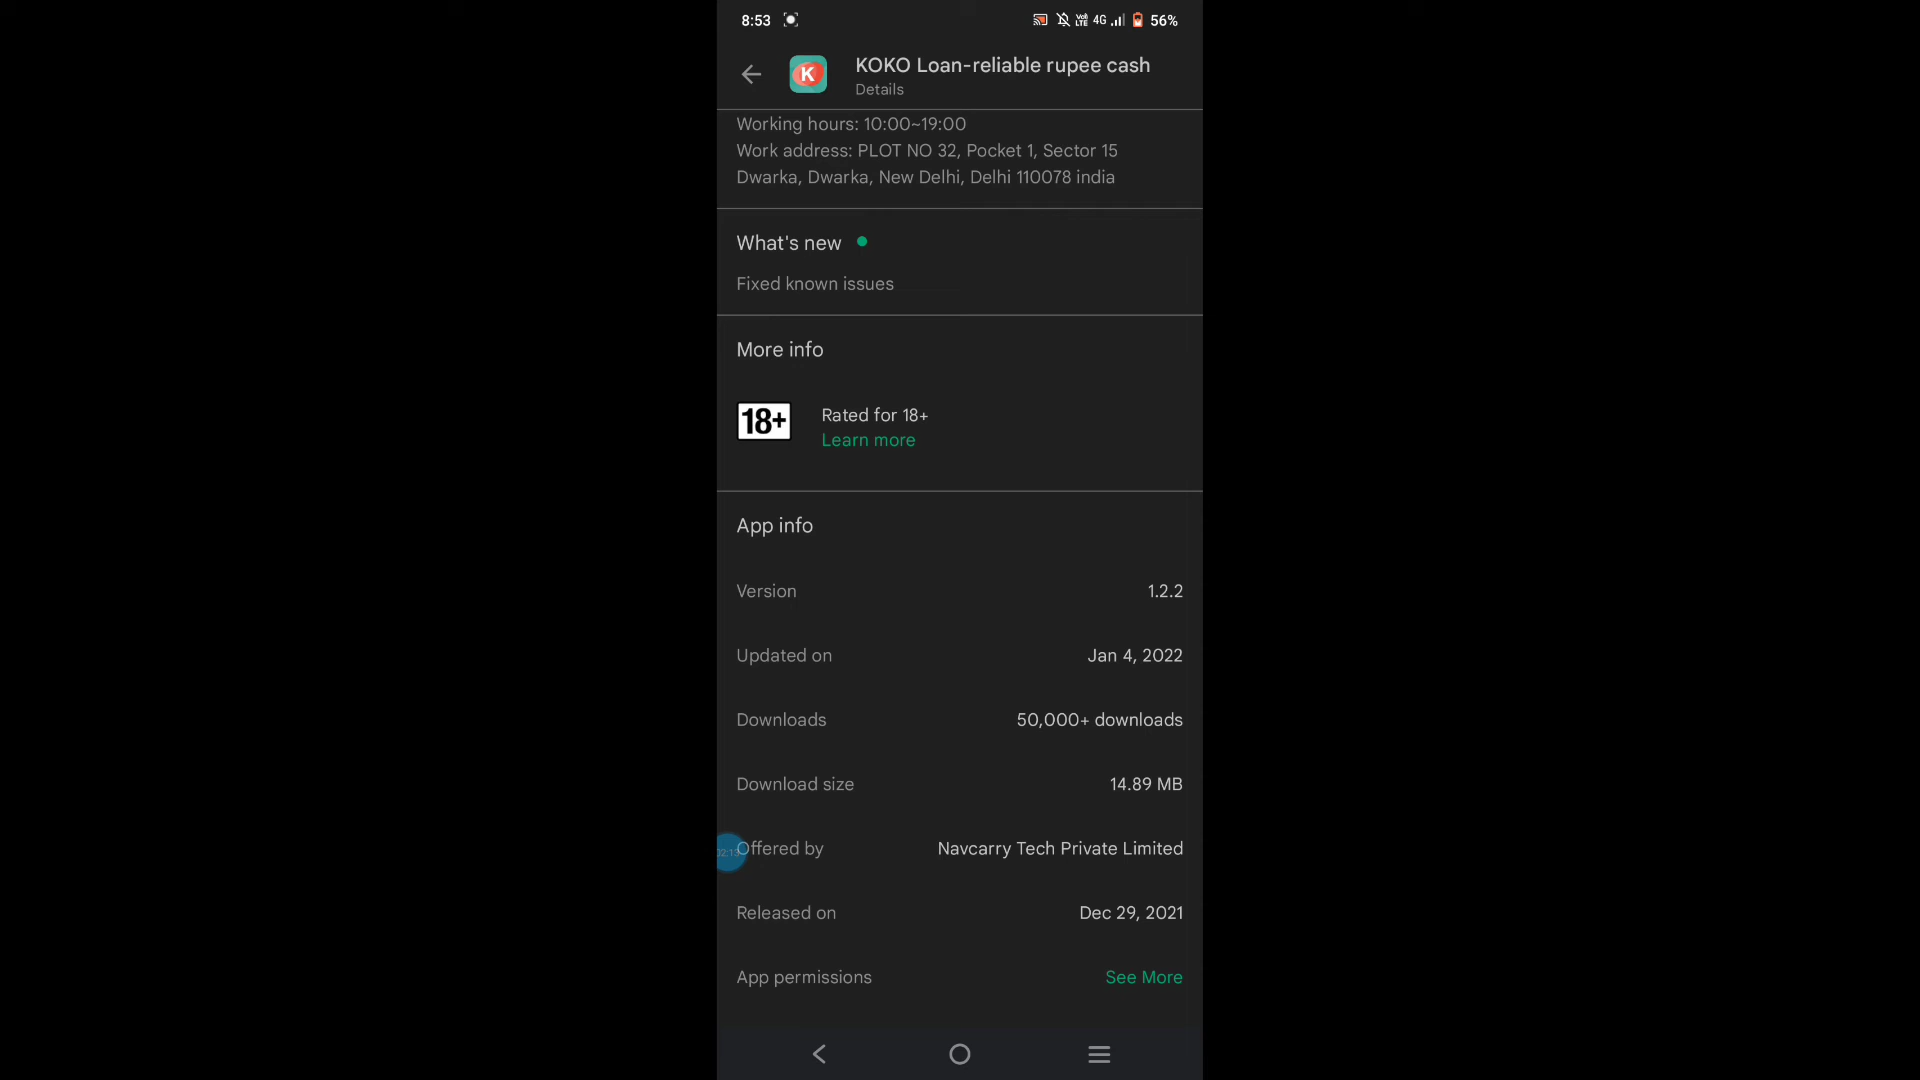 8:53 4G 56%
KOKO Loan-reliable rupee cash
Details
Working hours: 10:00~19:00
Work address: PLOT NO 32, Pocket 1, Sector 15
Dwarka, Dwarka, New Delhi, Delhi 110078 india
What's new
Fixed known issues
More info
18+ Rated for 18+
Learn more
App info
Version 1.2.2
Updated on Jan 4, 2022
Downloads 50,000+ downloads
Download size 14.89 MB
02:13 Offered by Navcarry Tech Private Limited
Released on Dec 29, 2021
App permissions See More